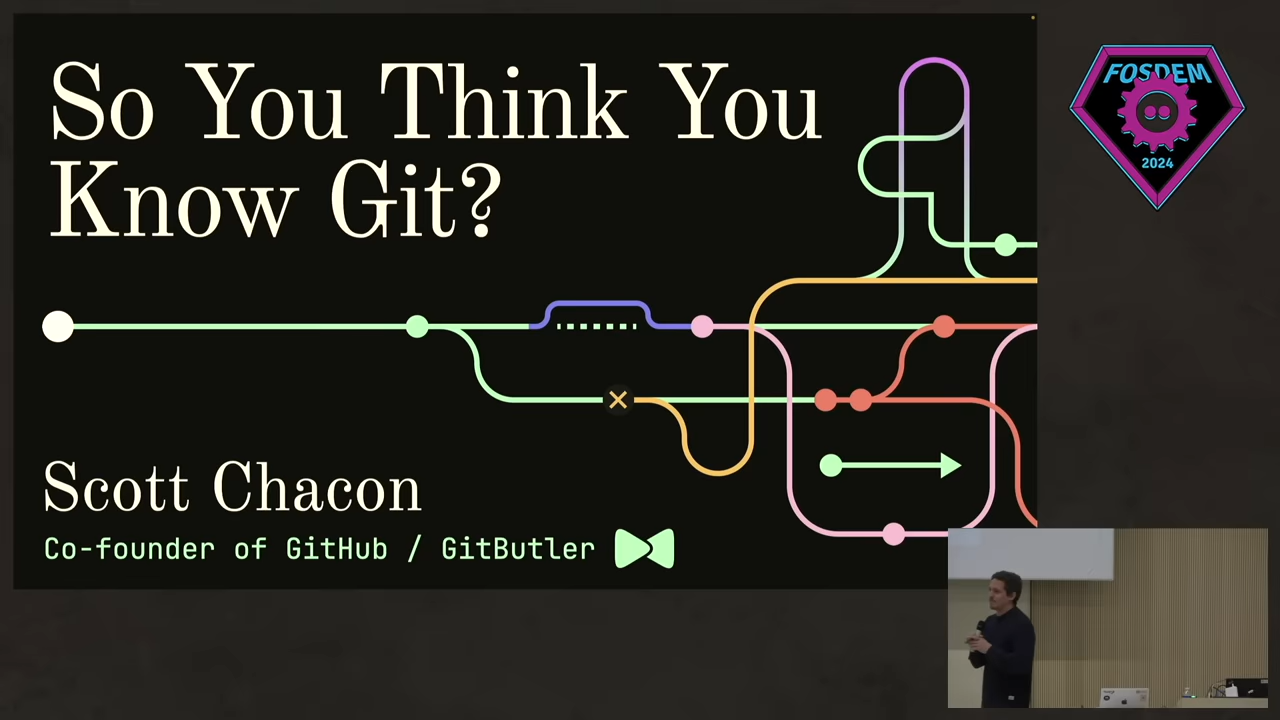 So You Think You
Know Git?
Scott Chacon
Co-founder of GitHub / GitButler
FOSDEM
2024